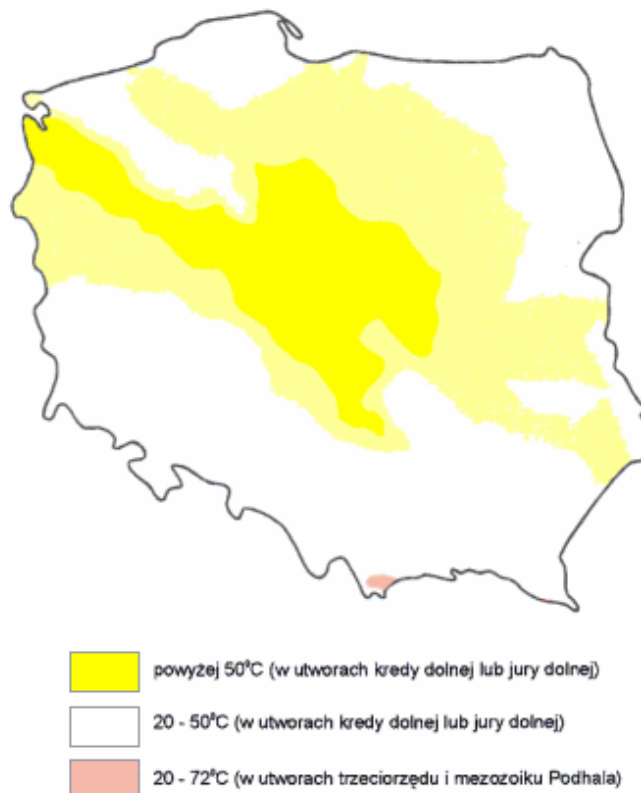 powyżej 50°C (w utworach kredy dolnej lub jury dolnej)
20 - 50°C (w utworach kredy dolnej lub jury dolnej)
20 - 72°C (w utworach trzeciorzędu i mezozoiku Podhala)